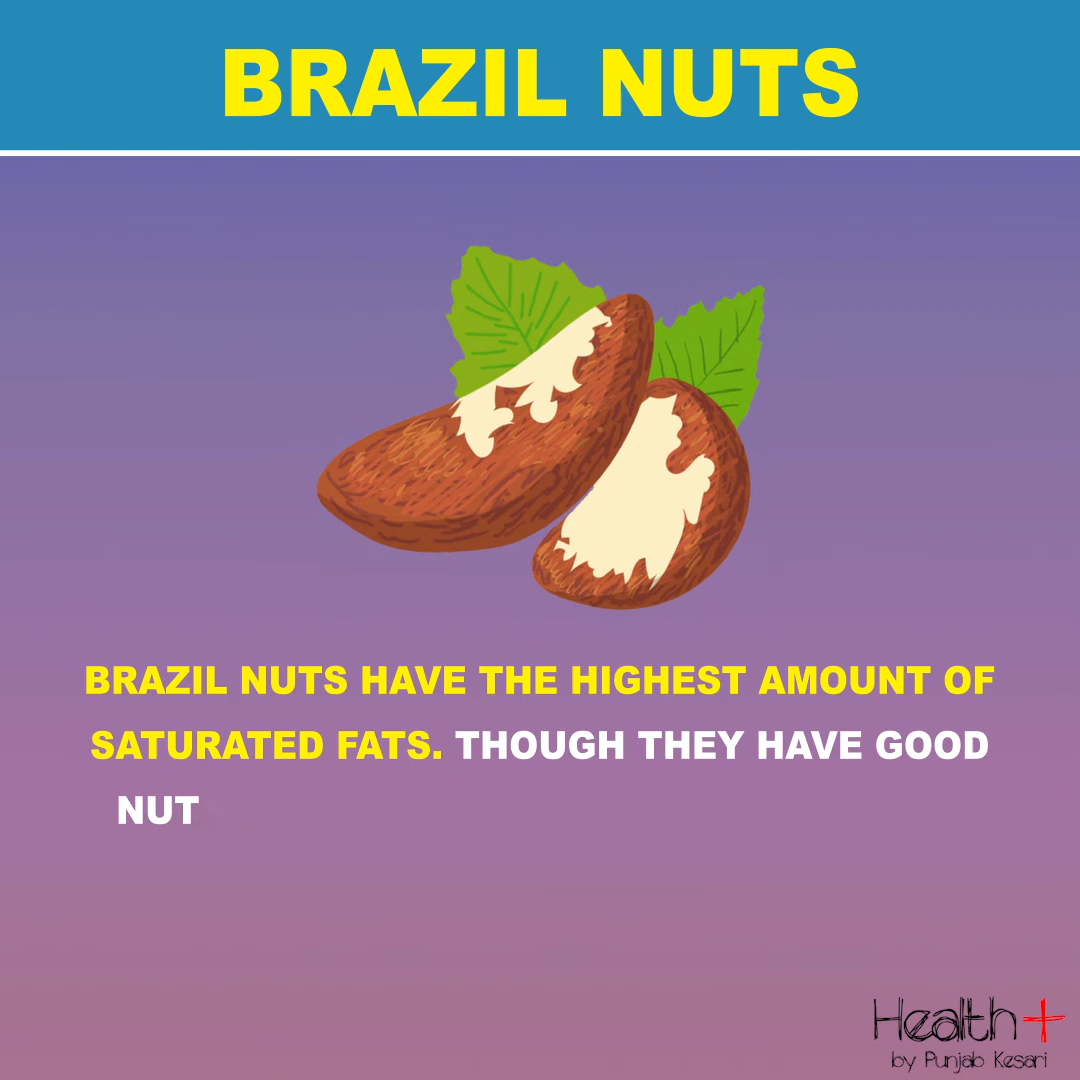 BRAZIL NUTS
BRAZIL NUTS HAVE THE HIGHEST AMOUNT OF
SATURATED FATS. THOUGH THEY HAVE GOOD
NUT
Health+
by Punjab Kesari